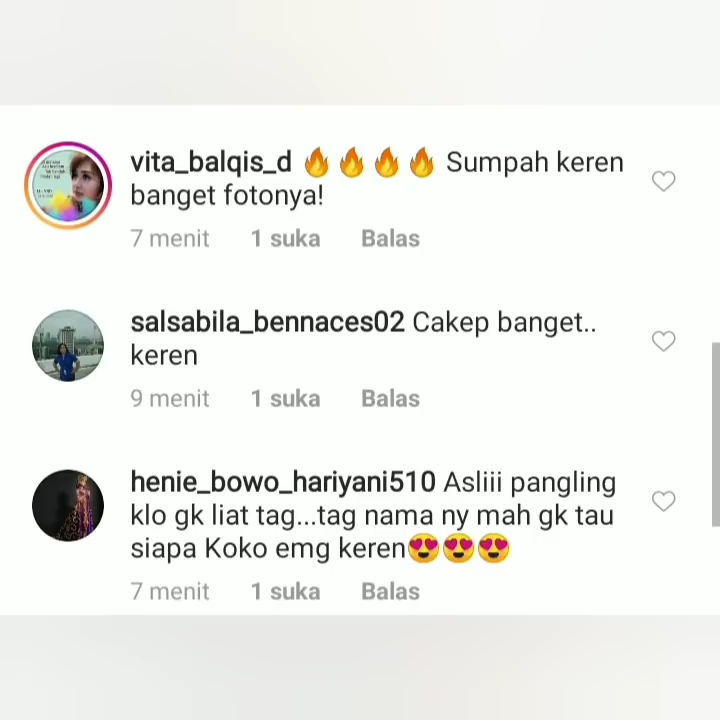 vita_balqis_d 🔥🔥🔥🔥 Sumpah keren
banget fotonya!
7 menit 1 suka Balas
salsabila_bennaces02 Cakep banget..
keren
9 menit 1 suka Balas
henie_bowo_hariyani510 Asliii pangling
klo gk liat tag...tag nama ny mah gk tau
siapa Koko emg keren😍😍😍
7 menit 1 suka Balas